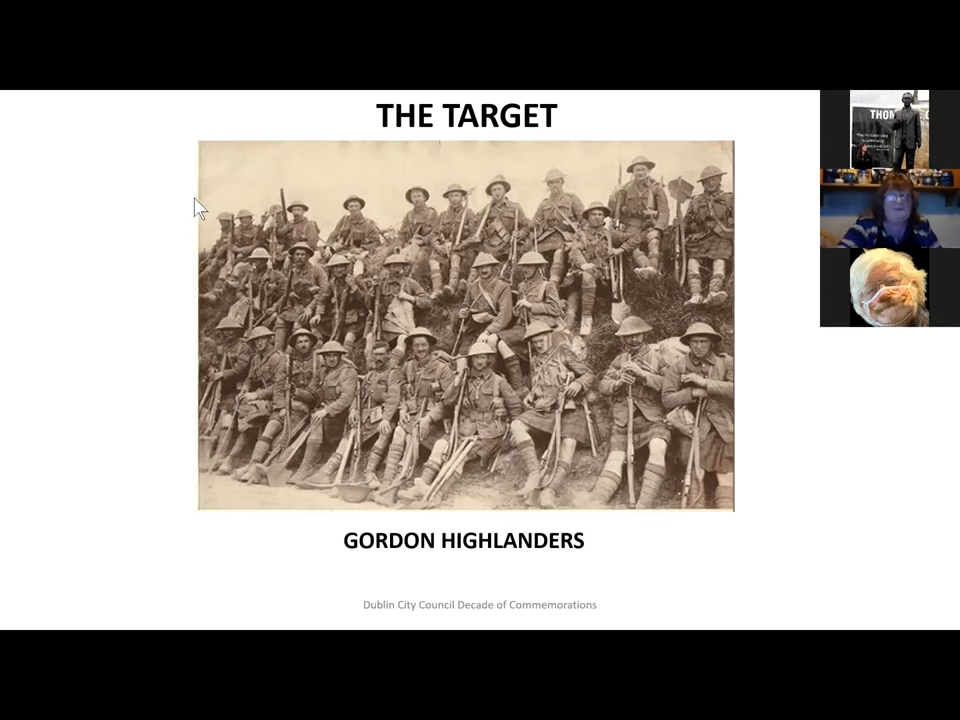 THE TARGET
GORDON HIGHLANDERS
Dublin City Council Decade of Commemorations